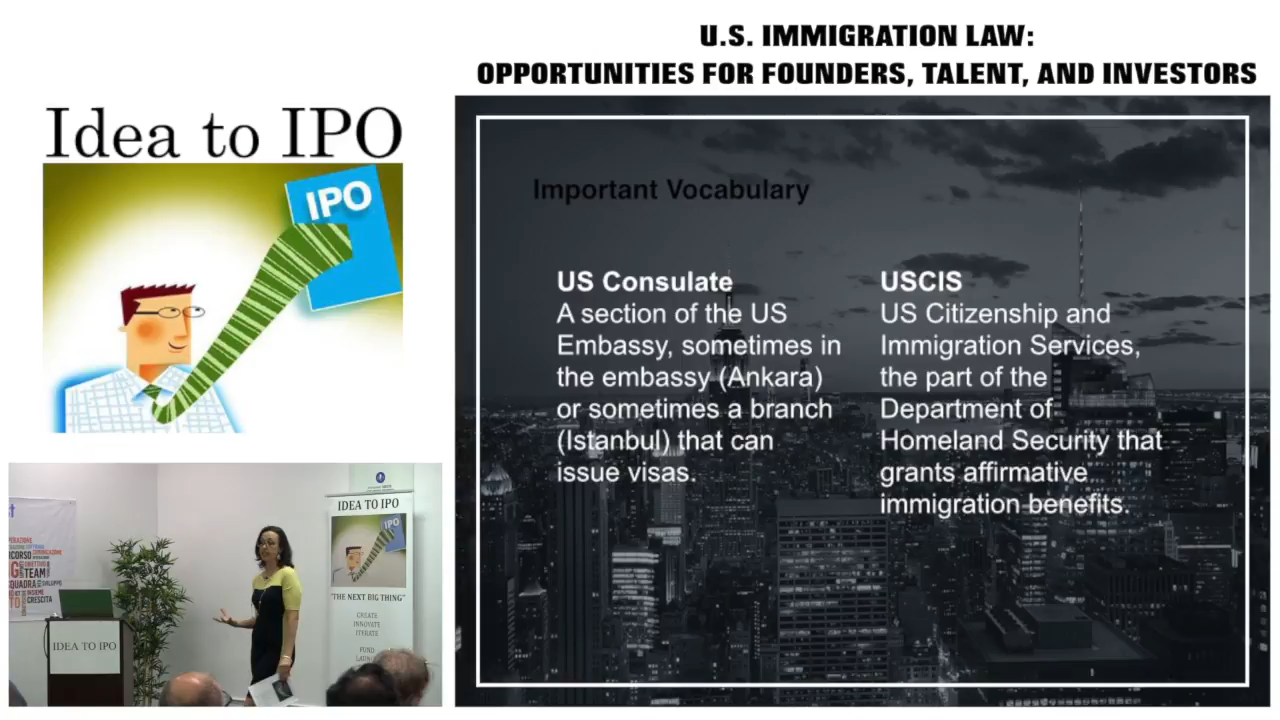 U.S. IMMIGRATION LAW:
OPPORTUNITIES FOR FOUNDERS, TALENT, AND INVESTORS
Idea to IPO
IPO
Important Vocabulary
US Consulate
A section of the US
Embassy, sometimes in
the embassy (Ankara)
or sometimes a branch
(Istanbul) that can
issue visas.
USCIS
US Citizenship and
Immigration Services,
the part of the
Department of
Homeland Security that
grants affirmative
immigration benefits.
IDEA TO IPO
IPO
"THE NEXT BIG THING"
CREATE
INNOVATE
ITERATE
FUND
IDEA TO IPO
TEAM
CRESCITA